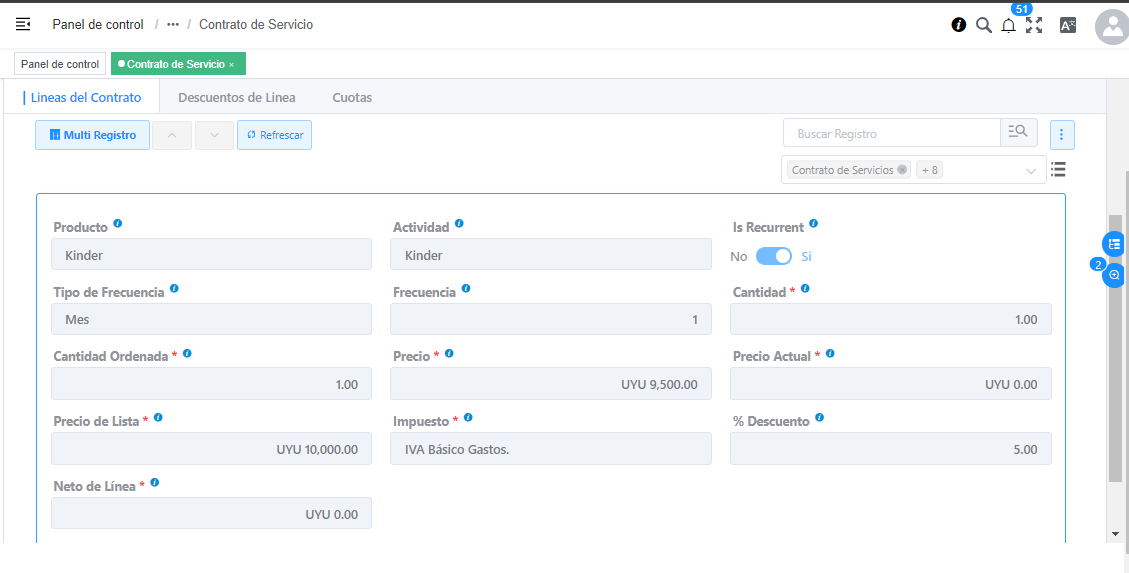 Panel de control / ••• / Contrato de Servicio
51
Panel de control
Contrato de Servicio ×
Lineas del Contrato
Descuentos de Linea
Cuotas
Multi Registro
Refrescar
Buscar Registro
Contrato de Servicios
+ 8
2
Producto
Actividad
Is Recurrent
Kinder
Kinder
No
Si
Tipo de Frecuencia
Frecuencia
Cantidad *
Mes
1
1.00
Cantidad Ordenada *
Precio *
Precio Actual *
1.00
UYU 9,500.00
UYU 0.00
Precio de Lista *
Impuesto *
% Descuento
UYU 10,000.00
IVA Básico Gastos.
5.00
Neto de Línea *
UYU 0.00